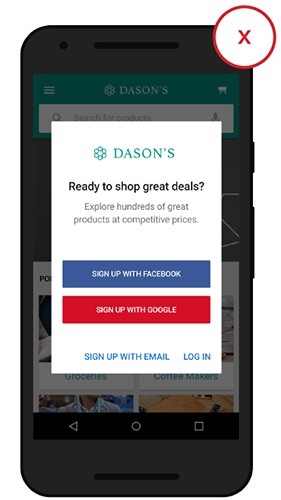 X
DASON'S
Search for products
DASON'S
Ready to shop great deals?
Explore hundreds of great
products at competitive prices.
SIGN UP WITH FACEBOOK
SIGN UP WITH GOOGLE
PO
SIGN UP WITH EMAIL LOG IN
Groceries Coffee Makers